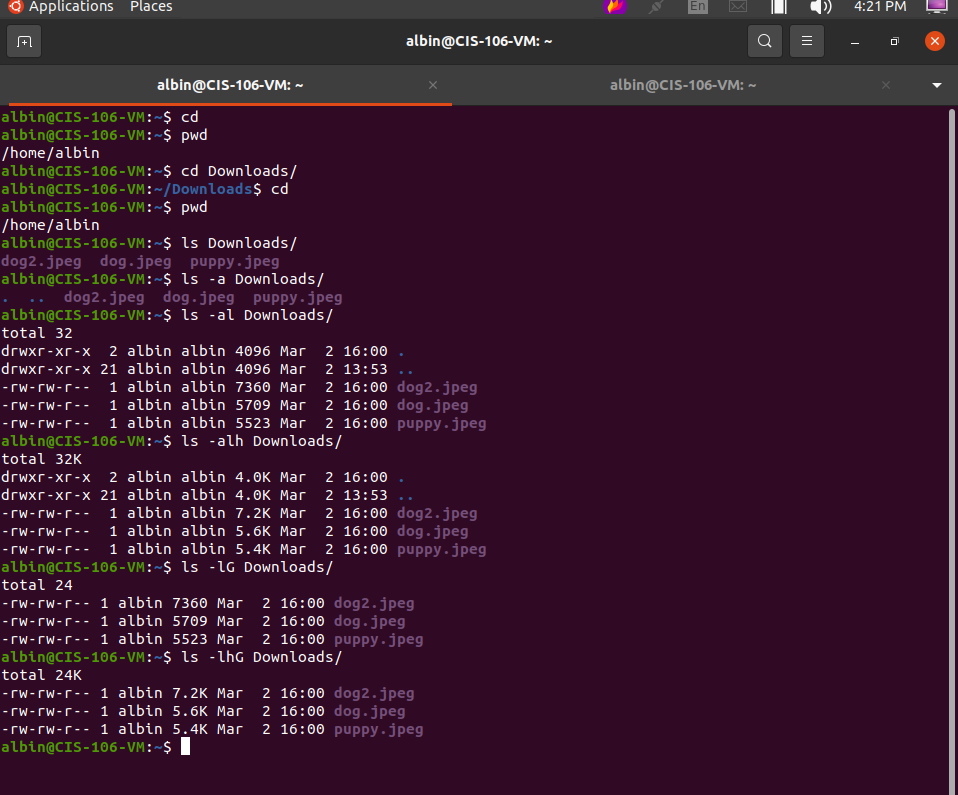 Applications Places En 4:21 PM
albin@CIS-106-VM: ~
albin@CIS-106-VM: ~ albin@CIS-106-VM: ~
albin@CIS-106-VM:~$ cd
albin@CIS-106-VM:~$ pwd
/home/albin
albin@CIS-106-VM:~$ cd Downloads/
albin@CIS-106-VM:~/Downloads$ cd
albin@CIS-106-VM:~$ pwd
/home/albin
albin@CIS-106-VM:~$ ls Downloads/
dog2.jpeg  dog.jpeg  puppy.jpeg
albin@CIS-106-VM:~$ ls -a Downloads/
.  ..  dog2.jpeg  dog.jpeg  puppy.jpeg
albin@CIS-106-VM:~$ ls -al Downloads/
total 32
drwxr-xr-x  2 albin albin 4096 Mar  2 16:00 .
drwxr-xr-x 21 albin albin 4096 Mar  2 13:53 ..
-rw-rw-r--  1 albin albin 7360 Mar  2 16:00 dog2.jpeg
-rw-rw-r--  1 albin albin 5709 Mar  2 16:00 dog.jpeg
-rw-rw-r--  1 albin albin 5523 Mar  2 16:00 puppy.jpeg
albin@CIS-106-VM:~$ ls -alh Downloads/
total 32K
drwxr-xr-x  2 albin albin 4.0K Mar  2 16:00 .
drwxr-xr-x 21 albin albin 4.0K Mar  2 13:53 ..
-rw-rw-r--  1 albin albin 7.2K Mar  2 16:00 dog2.jpeg
-rw-rw-r--  1 albin albin 5.6K Mar  2 16:00 dog.jpeg
-rw-rw-r--  1 albin albin 5.4K Mar  2 16:00 puppy.jpeg
albin@CIS-106-VM:~$ ls -lG Downloads/
total 24
-rw-rw-r-- 1 albin 7360 Mar  2 16:00 dog2.jpeg
-rw-rw-r-- 1 albin 5709 Mar  2 16:00 dog.jpeg
-rw-rw-r-- 1 albin 5523 Mar  2 16:00 puppy.jpeg
albin@CIS-106-VM:~$ ls -lhG Downloads/
total 24K
-rw-rw-r-- 1 albin 7.2K Mar  2 16:00 dog2.jpeg
-rw-rw-r-- 1 albin 5.6K Mar  2 16:00 dog.jpeg
-rw-rw-r-- 1 albin 5.4K Mar  2 16:00 puppy.jpeg
albin@CIS-106-VM:~$